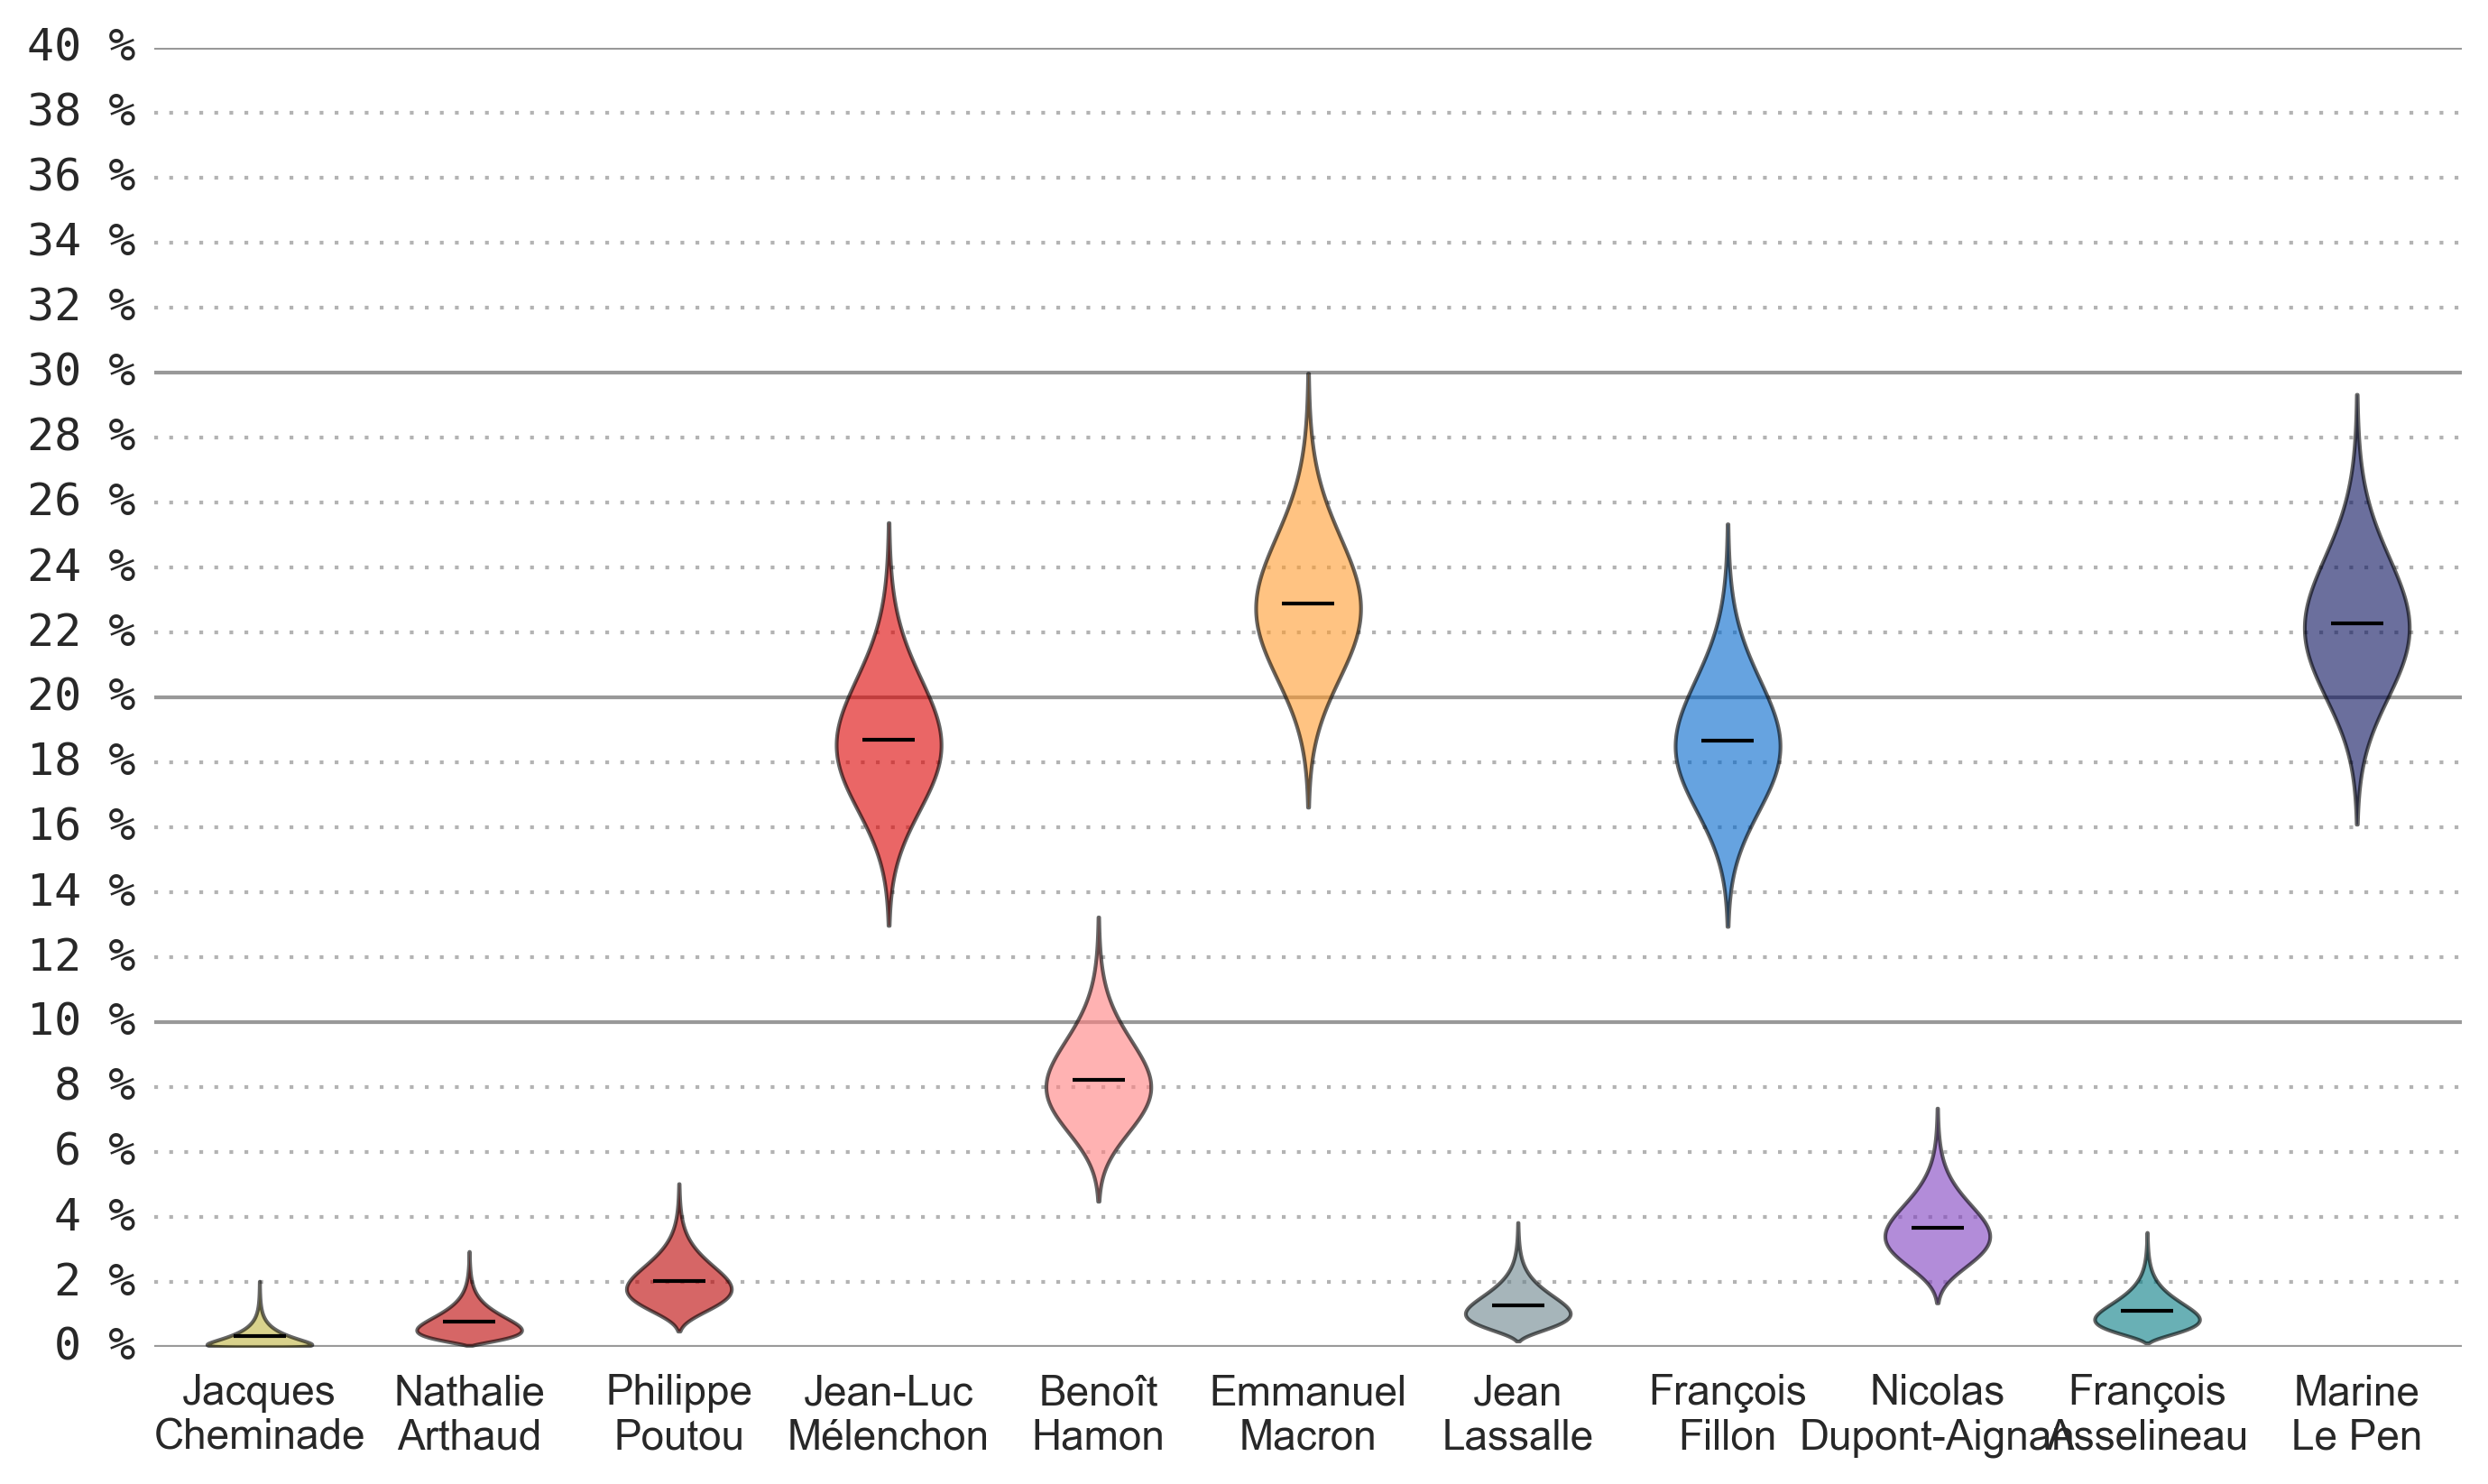 40 %
38 %
36 %
34 %
32 %
30 %
28 %
26 %
24 %
22 %
20 %
18 %
16 %
14 %
12 %
10 %
8 %
6 %
4 %
2 %
0 %
Jacques
Cheminade
Nathalie
Arthaud
Philippe
Poutou
Jean-Luc
Mélenchon
Benoît
Hamon
Emmanuel
Macron
Jean
Lassalle
François
Fillon
Nicolas
Dupont-Aignan
François
Asselineau
Marine
Le Pen